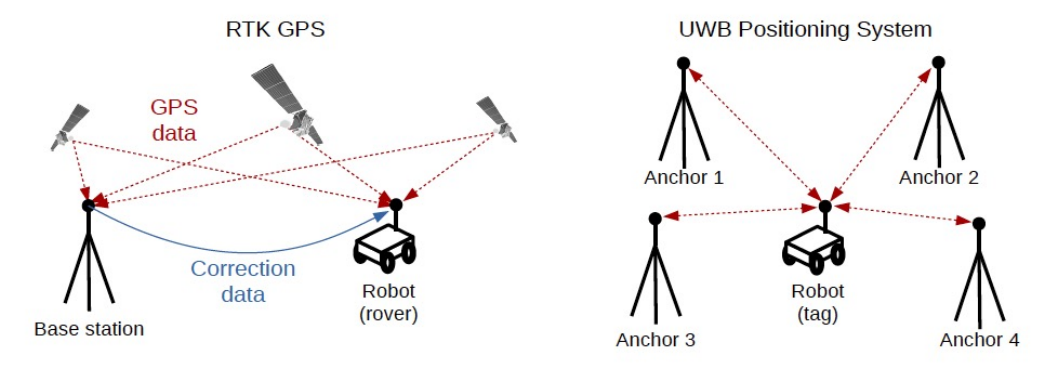 RTK GPS
GPS
data
Correction
data
Base station
Robot
(rover)
UWB Positioning System
Anchor 1
Anchor 2
Robot
(tag)
Anchor 3
Anchor 4